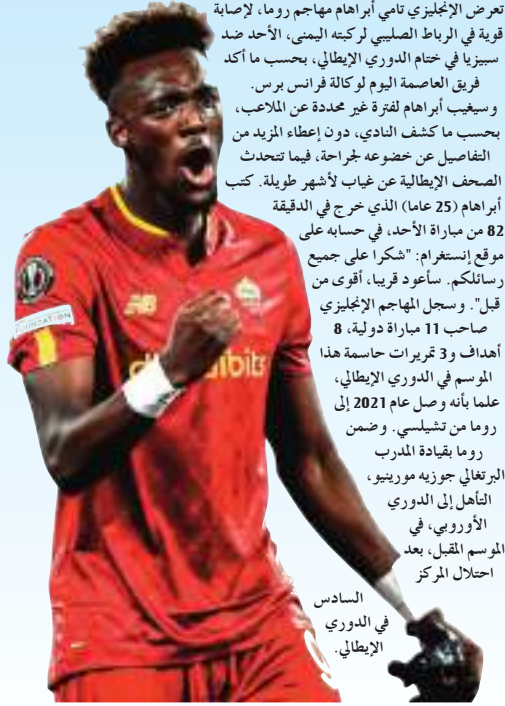 تعرض الإنجليزي تامي أبراهام مهاجم روما، لإصابة
قوية في الرباط الصليبي لركبته اليمنى، الأحد ضد
سبيزيا في ختام الدوري الإيطالي، بحسب ما أكد
فريق العاصمة اليوم لوكالة فرانس برس.
وسيغيب أبراهام لفترة غير محددة عن الملاعب،
بحسب ما كشف النادي، دون إعطاء المزيد من
التفاصيل عن خضوعه لجراحة، فيما تتحدث
الصحف الإيطالية عن غياب لأشهر طويلة. كتب
أبراهام (25 عاما) الذي خرج في الدقيقة
82 من مباراة الأحد، في حسابه على
موقع إنستغرام: "شكرا على جميع
رسائلكم. سأعود قريبا، أقوى من
قبل". وسجل المهاجم الإنجليزي
صاحب 11 مباراة دولية، 8
أهداف و3 تمريرات حاسمة هذا
الموسم في الدوري الإيطالي،
علما بأنه وصل عام 2021 إلى
روما من تشيلسي. وضمن
روما بقيادة المدرب
البرتغالي جوزيه مورينيو،
التأهل إلى الدوري
الأوروبي، في
الموسم المقبل، بعد
احتلال المركز
السادس
في الدوري
الإيطالي.
FOUNDATION
NB